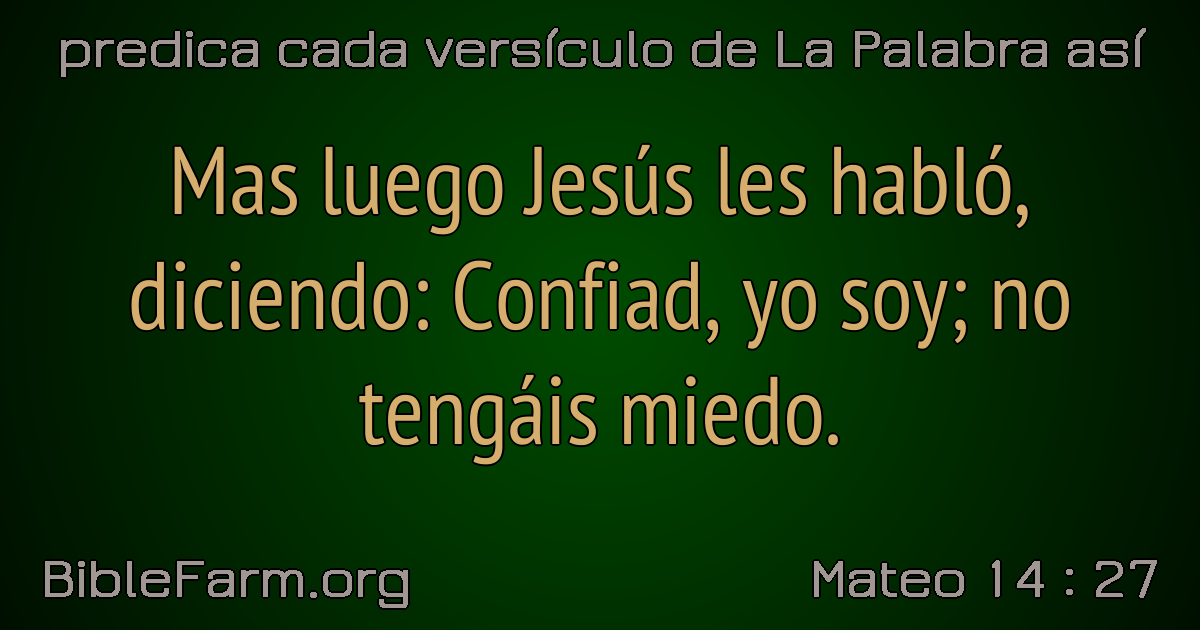 predica cada versículo de La Palabra así
Mas luego Jesús les habló,
diciendo: Confiad, yo soy; no
tengáis miedo.
BibleFarm.org
Mateo 14 : 27